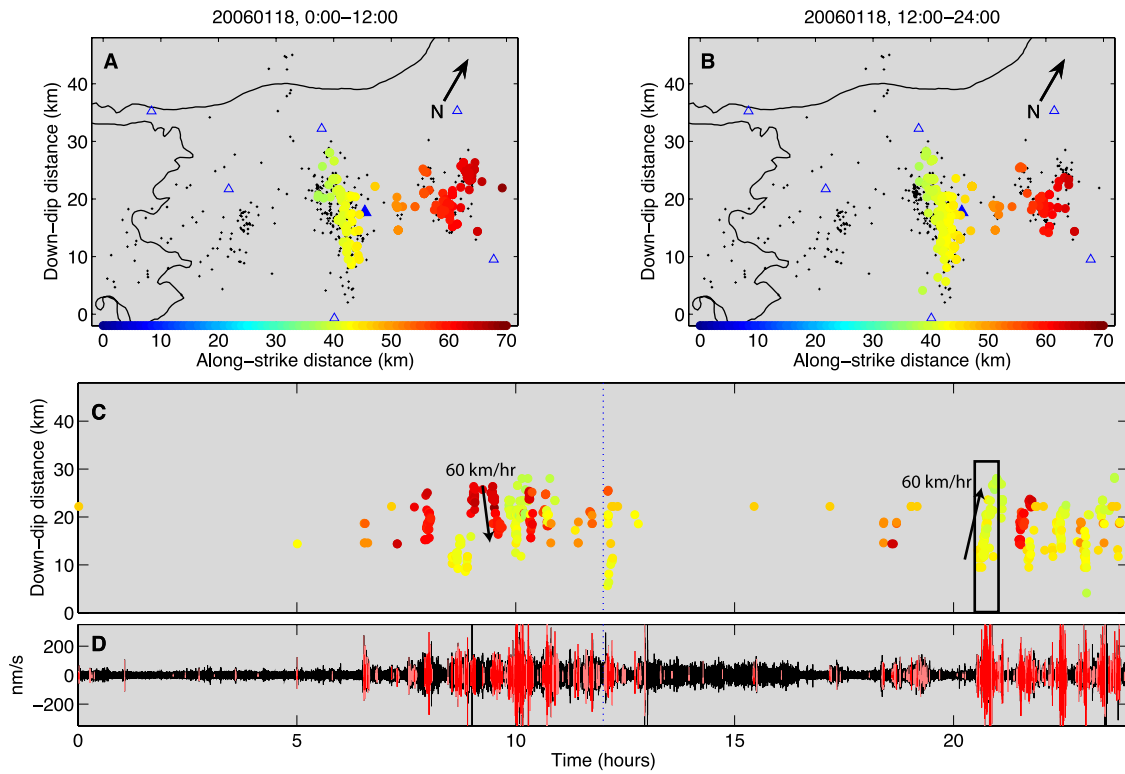 20060118, 0:00−12:00
20060118, 12:00−24:00
A
B
N
N
Down−dip distance (km)
Down−dip distance (km)
40
30
20
10
0
40
30
20
10
0
0 10 20 30 40 50 60 70
0 10 20 30 40 50 60 70
Along−strike distance (km)
Along−strike distance (km)
C
Down−dip distance (km)
40
30
20
10
0
60 km/hr
60 km/hr
D
nm/s
200
0
−200
0 5 10 15 20
Time (hours)